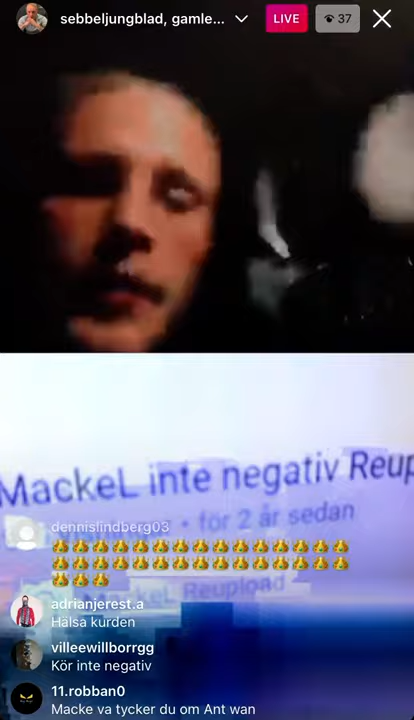 sebbeljungblad, gamle...
LIVE
37
MackeL inte negativ Reup
dennislindberg03 • för 2 år sedan
MackeL Reupload
adrianjerest.a
Hälsa kurden
villeewillborrgg
Kör inte negativ
11.robban0
Macke va tycker du om Ant wan